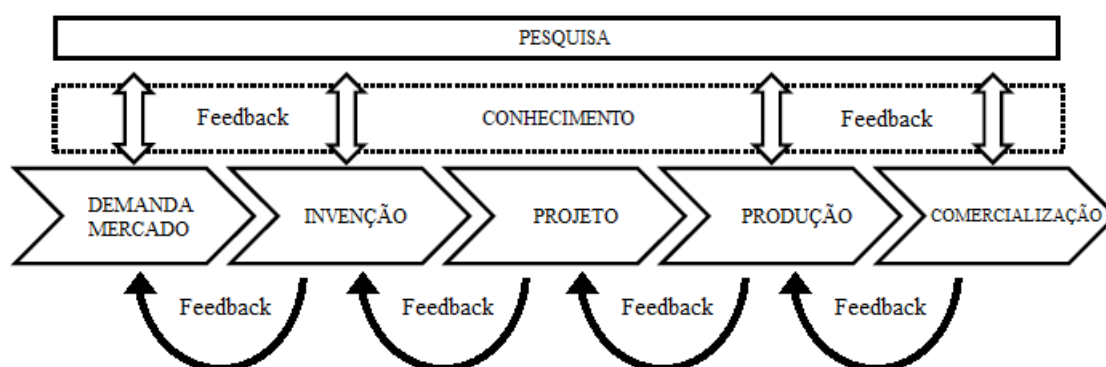 PESQUISA
Feedback
CONHECIMENTO
Feedback
DEMANDA
MERCADO
INVENÇÃO
PROJETO
PRODUÇÃO
COMERCIALIZAÇÃO
Feedback
Feedback
Feedback
Feedback